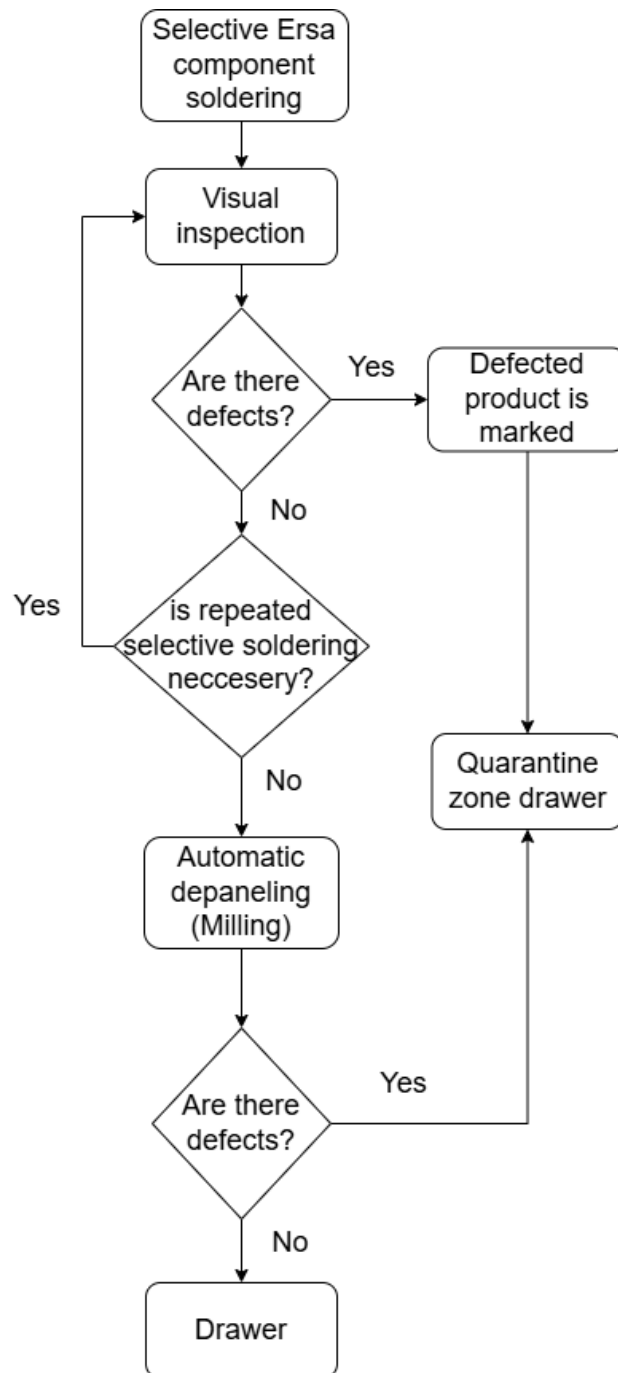 Selective Ersa
component
soldering
Visual
inspection
Are there
defects?
Yes
Defected
product is
marked
No
is repeated
selective soldering
neccesery?
Yes
No
Quarantine
zone drawer
Automatic
depaneling
(Milling)
Are there
defects?
Yes
No
Drawer